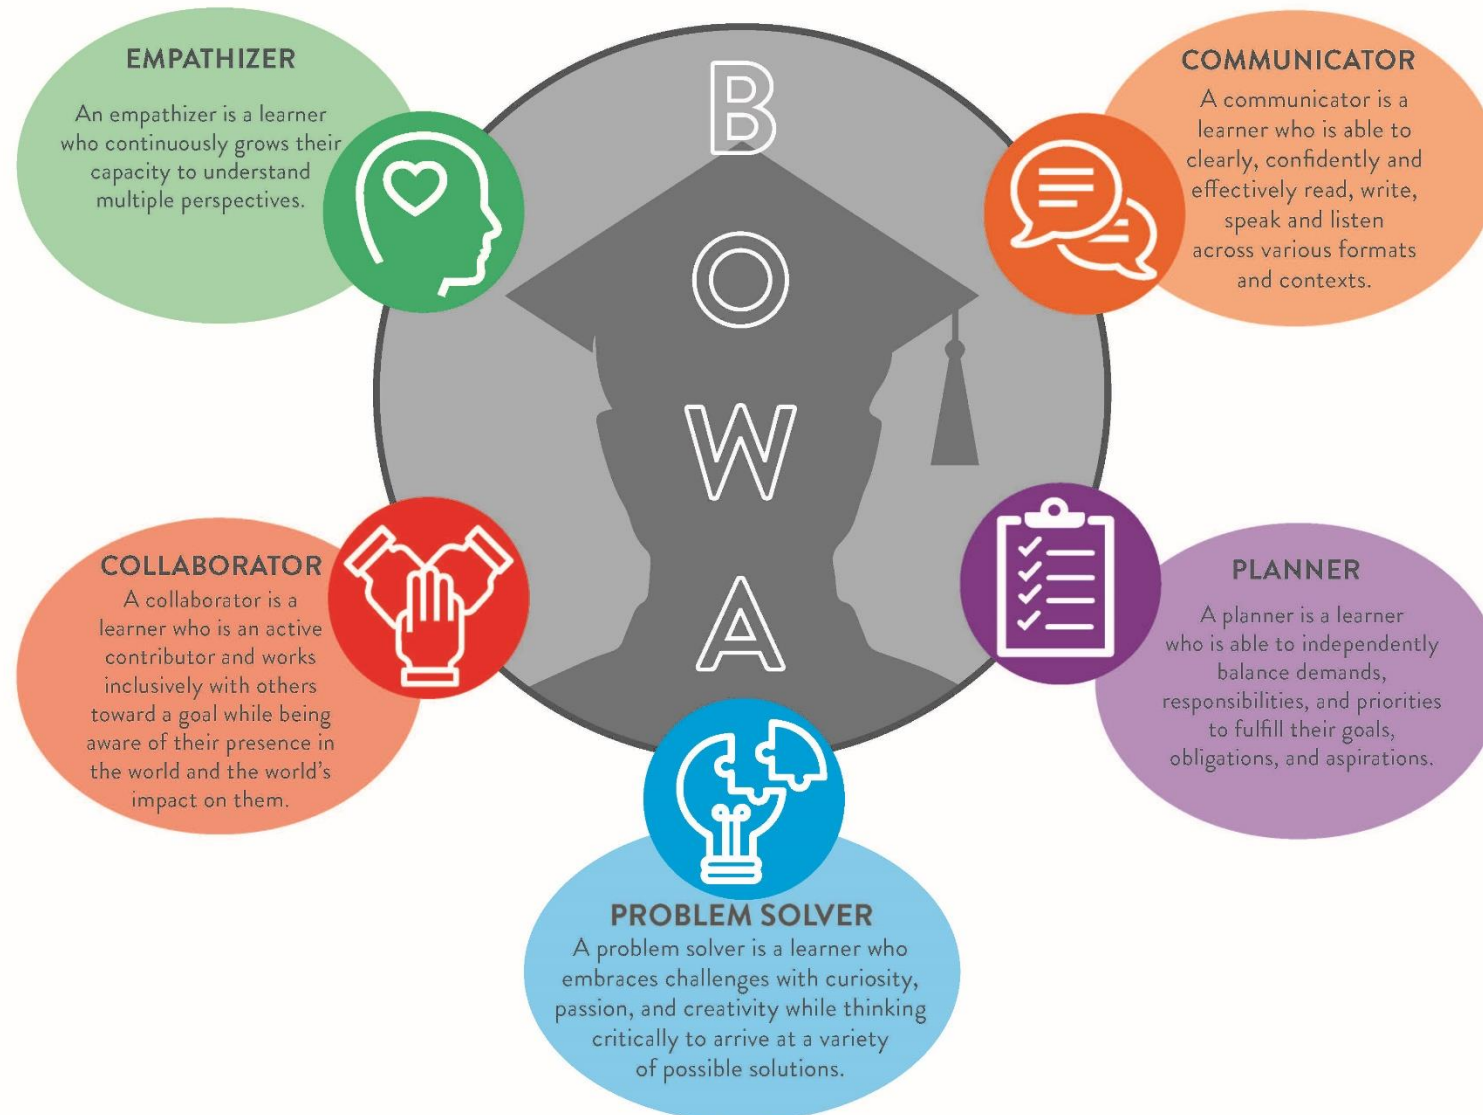 EMPATHIZER
An empathizer is a learner
who continuously grows their
capacity to understand
multiple perspectives.
B
O
W
A
COMMUNICATOR
A communicator is a
learner who is able to
clearly, confidently and
effectively read, write,
speak and listen
across various formats
and contexts.
COLLABORATOR
A collaborator is a
learner who is an active
contributor and works
inclusively with others
toward a goal while being
aware of their presence in
the world and the world's
impact on them.
PLANNER
A planner is a learner
who is able to independently
balance demands,
responsibilities, and priorities
to fulfill their goals,
obligations, and aspirations.
PROBLEM SOLVER
A problem solver is a learner who
embraces challenges with curiosity,
passion, and creativity while thinking
critically to arrive at a variety
of possible solutions.